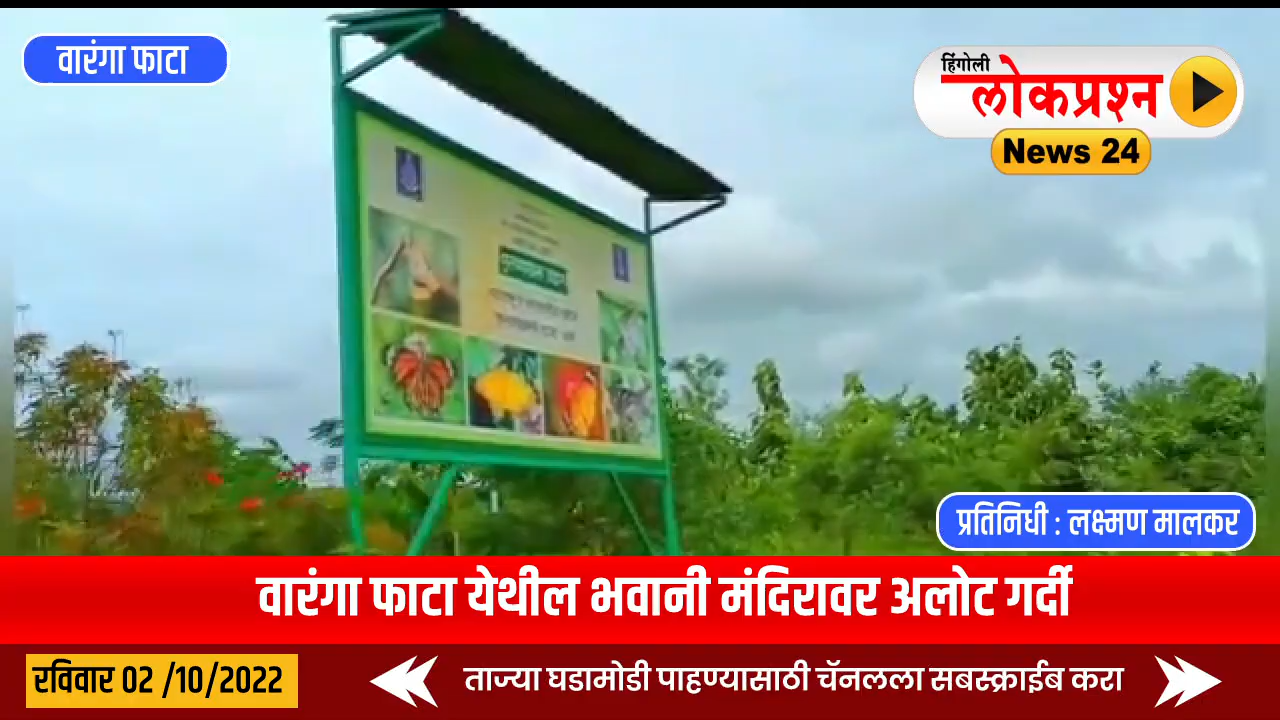 वारंगा फाटा
हिंगोली
लोकप्रश्न
News 24
प्रतिनिधी : लक्ष्मण मालकर
वारंगा फाटा येथील भवानी मंदिरावर अलोट गर्दी
रविवार 02 /10/2022
ताज्या घडामोडी पाहण्यासाठी चॅनलला सबस्क्राईब करा